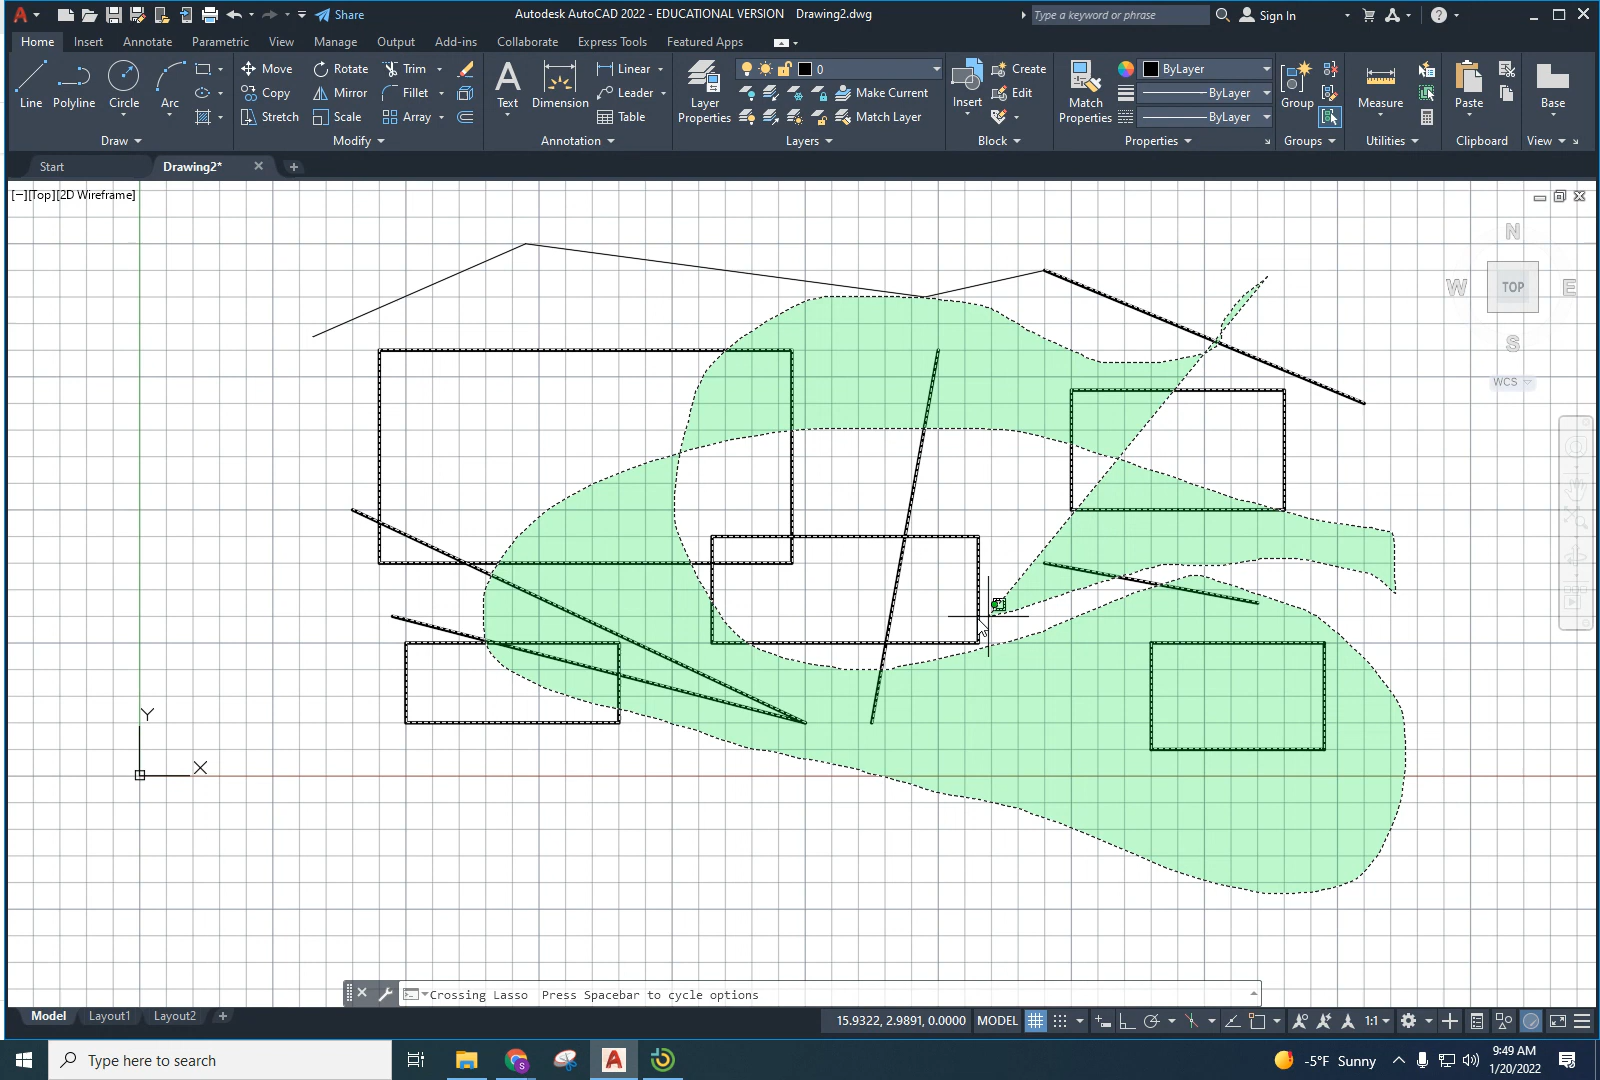 Share
Autodesk AutoCAD 2022 - EDUCATIONAL VERSION Drawing2.dwg
Type a keyword or phrase
Sign In
Home Insert Annotate Parametric View Manage Output Add-ins Collaborate Express Tools Featured Apps
Line Polyline Circle Arc
Move Rotate Trim
Copy Mirror Fillet
Stretch Scale Array
Text Dimension
Linear
Leader
Table
Layer Properties
0
Make Current
Match Layer
Insert
Create
Edit
Match Properties
ByLayer
ByLayer
ByLayer
Group
Measure
Paste
Base
Draw Modify Annotation Layers Block Properties Groups Utilities Clipboard View
Start Drawing2*
[−][Top][2D Wireframe]
N
W TOP E
S
WCS
Y
X
Crossing Lasso Press Spacebar to cycle options
Model Layout1 Layout2
15.9322, 2.9891, 0.0000 MODEL 1:1
Type here to search
-5°F Sunny
9:49 AM
1/20/2022